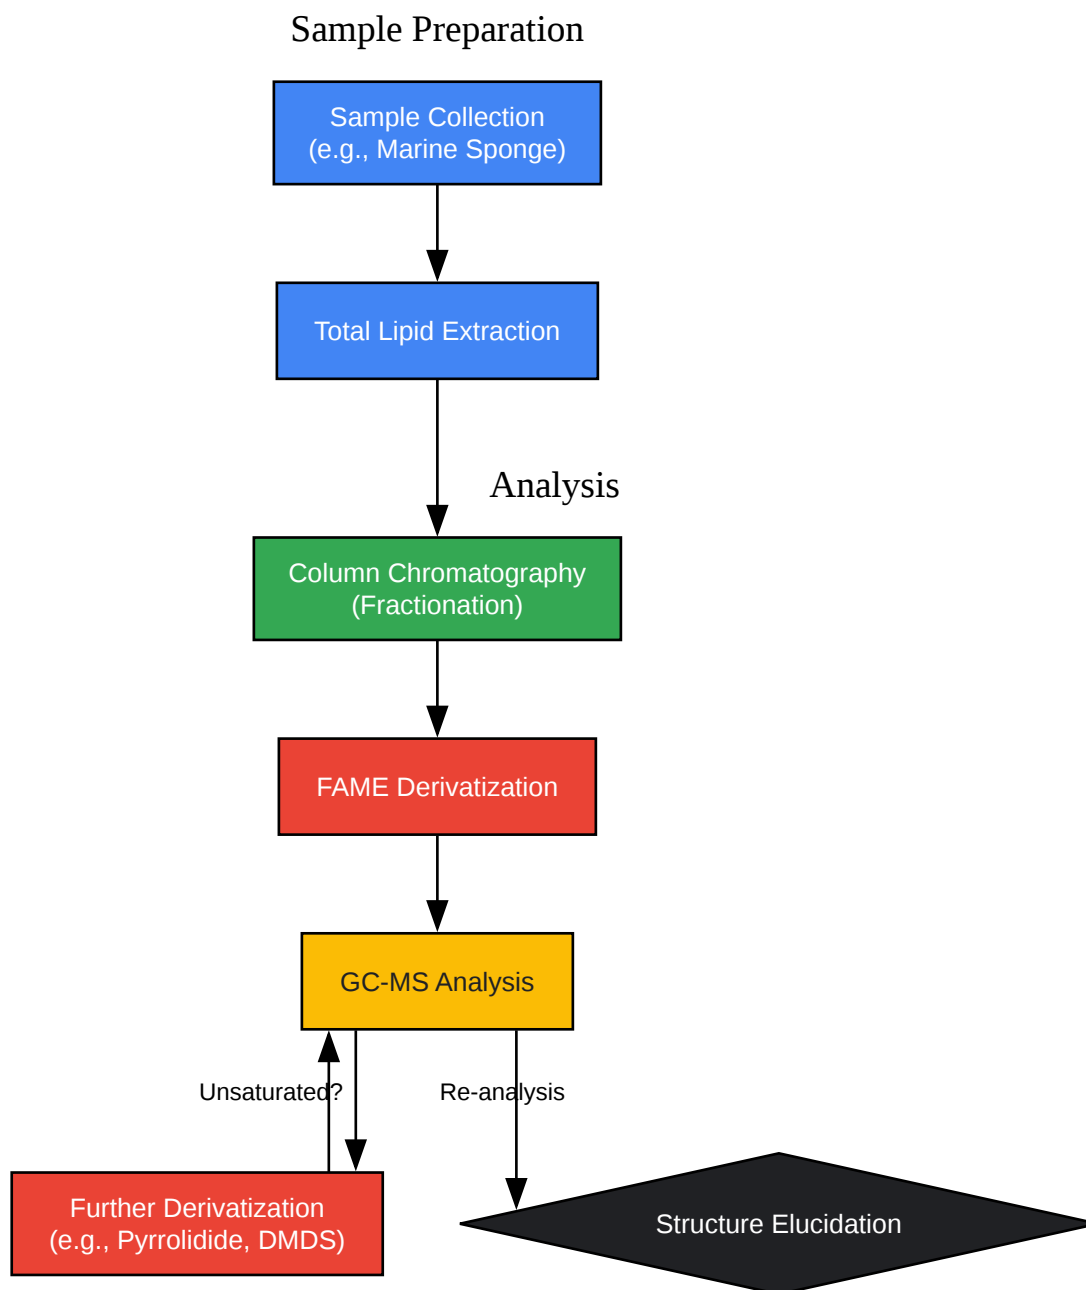 Sample Preparation
Sample Collection
(e.g., Marine Sponge)
Total Lipid Extraction
Analysis
Column Chromatography
(Fractionation)
FAME Derivatization
GC-MS Analysis
Unsaturated?
Re-analysis
Further Derivatization
(e.g., Pyrrolidide, DMDS)
Structure Elucidation